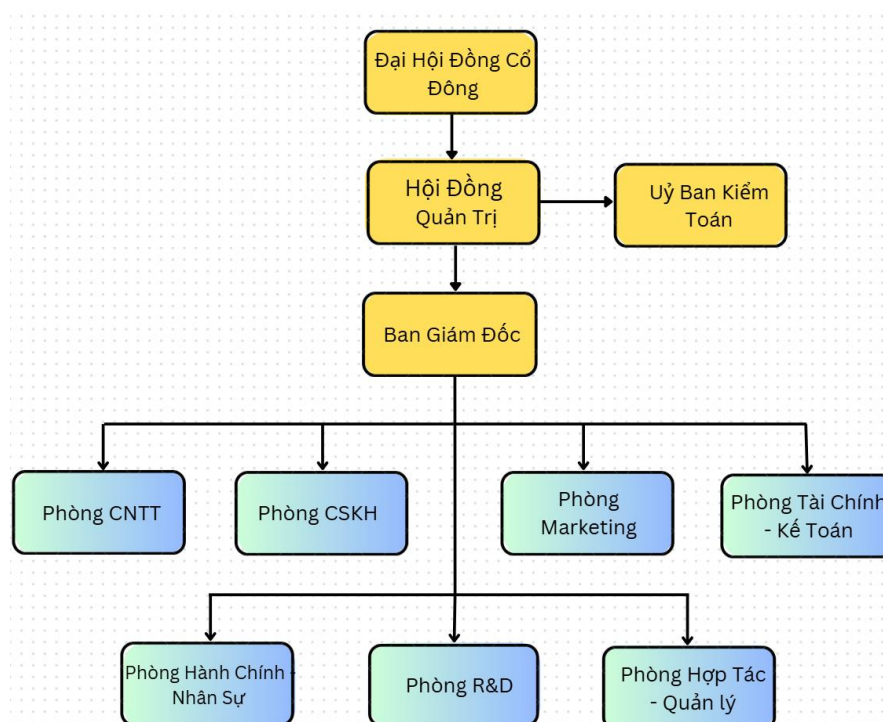 Đại Hội Đồng Cổ
Đông
Hội Đồng
Quản Trị
Uỷ Ban Kiểm
Toán
Ban Giám Đốc
Phòng CNTT
Phòng CSKH
Phòng
Marketing
Phòng Tài Chính
- Kế Toán
Phòng Hành Chính -
Nhân Sự
Phòng R&D
Phòng Hợp Tác
- Quản lý